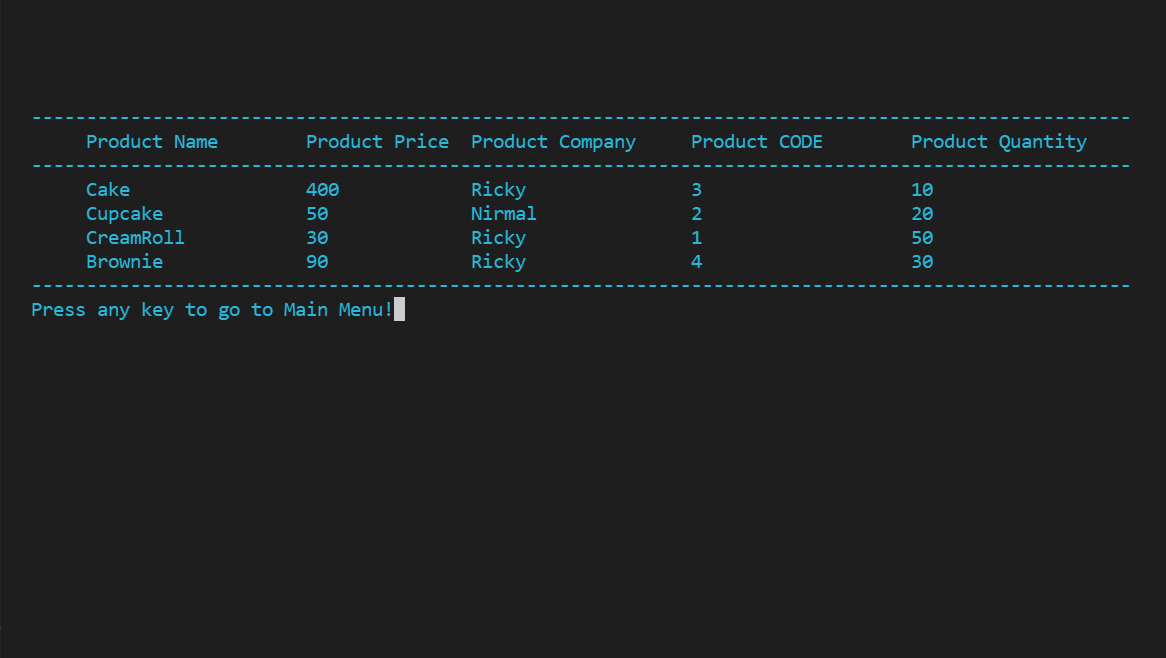 ----------------------------------------------------------------------------------------------------
Product Name Product Price Product Company Product CODE Product Quantity
----------------------------------------------------------------------------------------------------
Cake 400 Ricky 3 10
Cupcake 50 Nirmal 2 20
CreamRoll 30 Ricky 1 50
Brownie 90 Ricky 4 30
----------------------------------------------------------------------------------------------------
Press any key to go to Main Menu!